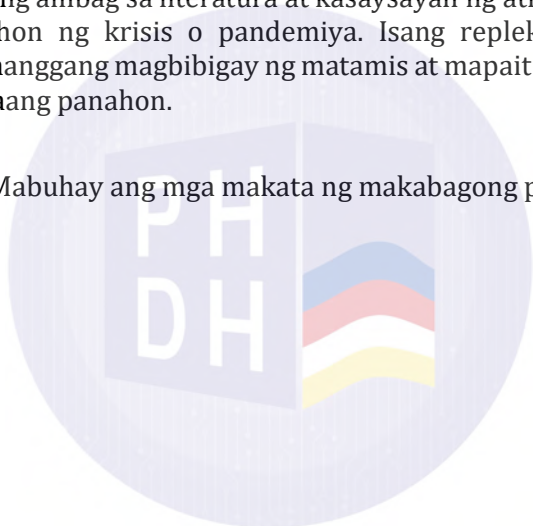 ambag sa literatura at kasaysayan ng
ng krisis o pandemiya. Isang
hanggang magbibigay ng matamis at mapait
panahon.
Mabuhay ang mga makata ng makabagong
PH
DH